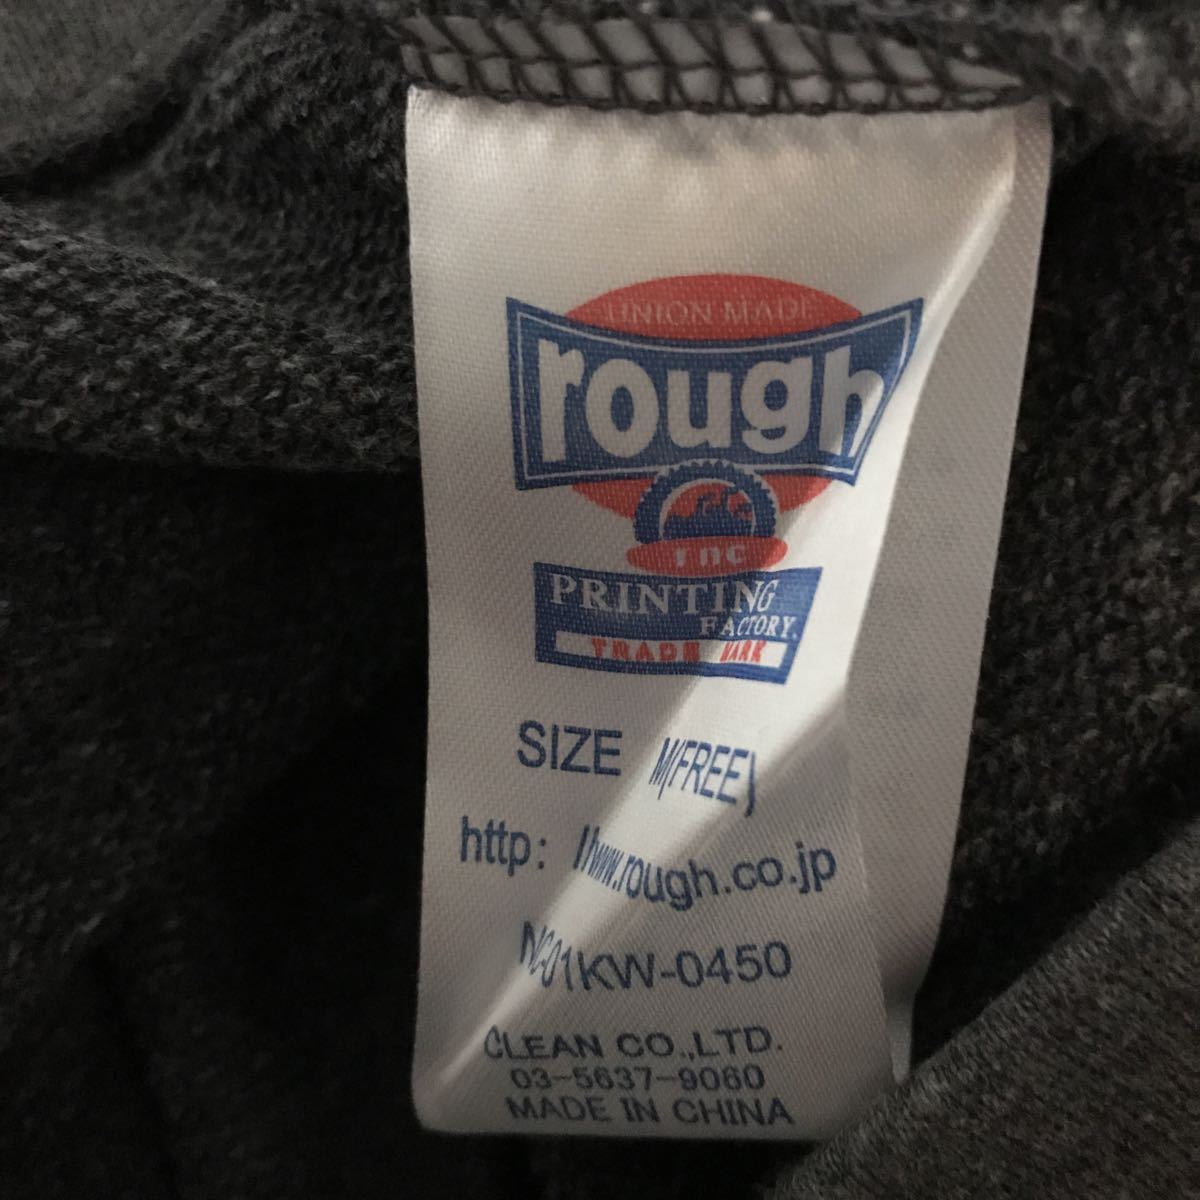 UNION MADE
rough
rnc
PRINTING
FACTORY.
TRADE MARK
SIZE M(FREE)
http: //www.rough.co.jp
NC-01KW-0450
CLEAN CO.,LTD.
03-5637-9060
MADE IN CHINA